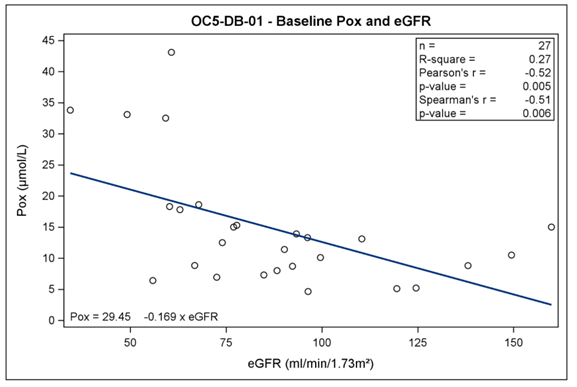 OC5-DB-01 - Baseline Pox and eGFR
n = 27
R-square = 0.27
Pearson's r = -0.52
p-value = 0.005
Spearman's r = -0.51
p-value = 0.006
45
40
35
30
25
20
15
10
5
0
Pox (µmol/L)
Pox = 29.45 -0.169 x eGFR
50 75 100 125 150
eGFR (ml/min/1.73m²)